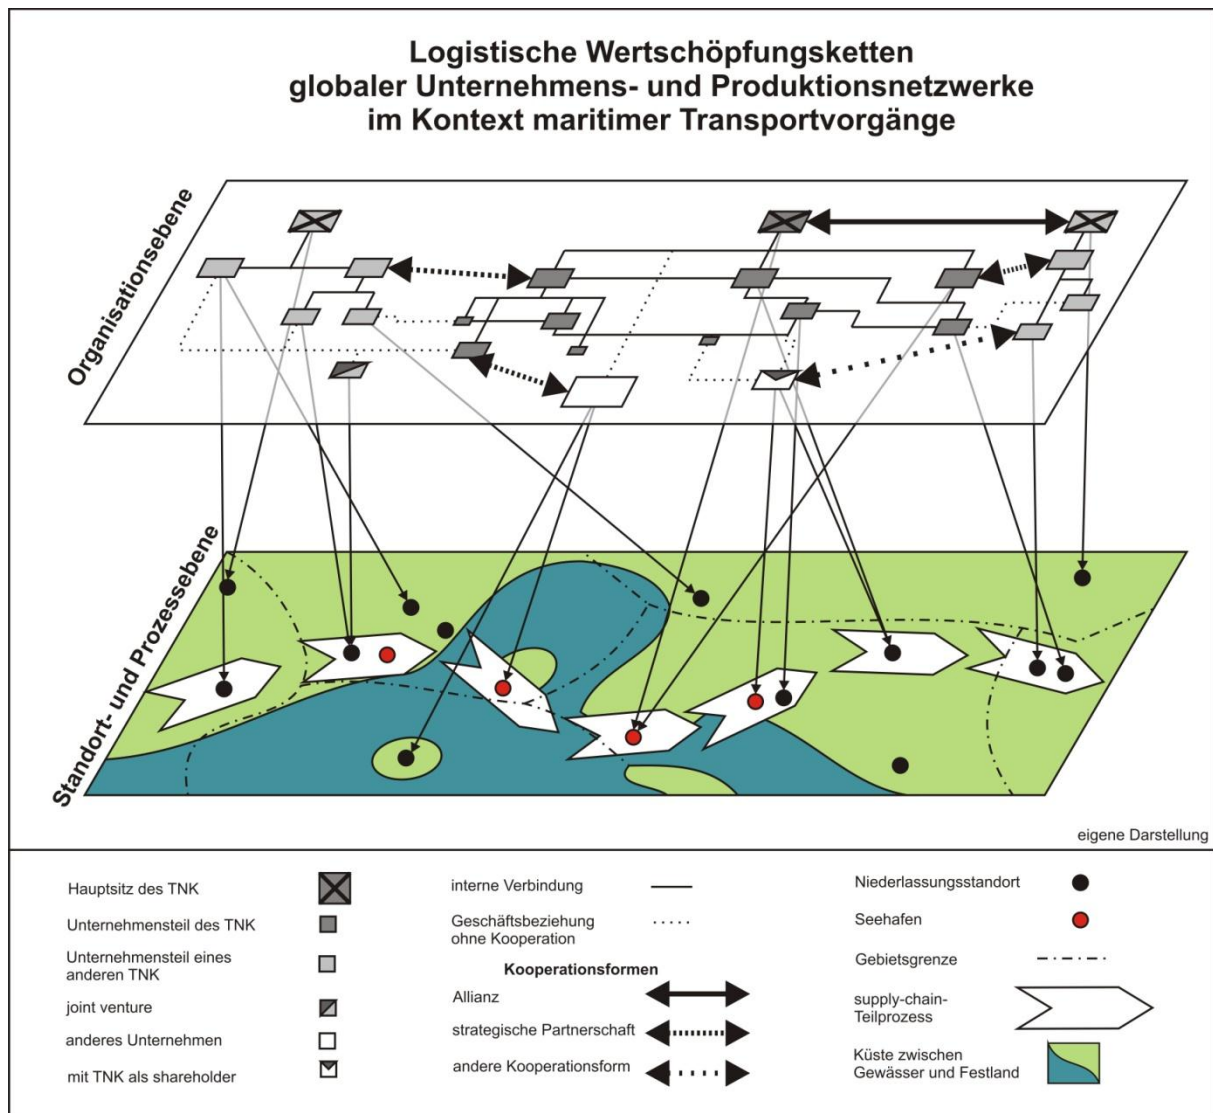 Logistische Wertschöpfungsketten
globaler Unternehmens- und Produktionsnetzwerke
im Kontext maritimer Transportvorgänge
Organisationsebene
Standort- und Prozessebene
eigene Darstellung
Hauptsitz des TNK
Unternehmensteil des TNK
Unternehmensteil eines
anderen TNK
joint venture
anderes Unternehmen
mit TNK als shareholder
interne Verbindung
Geschäftsbeziehung
ohne Kooperation
Kooperationsformen
Allianz
strategische Partnerschaft
andere Kooperationsform
Niederlassungsstandort
Seehafen
Gebietsgrenze
supply-chain-
Teilprozess
Küste zwischen
Gewässer und Festland